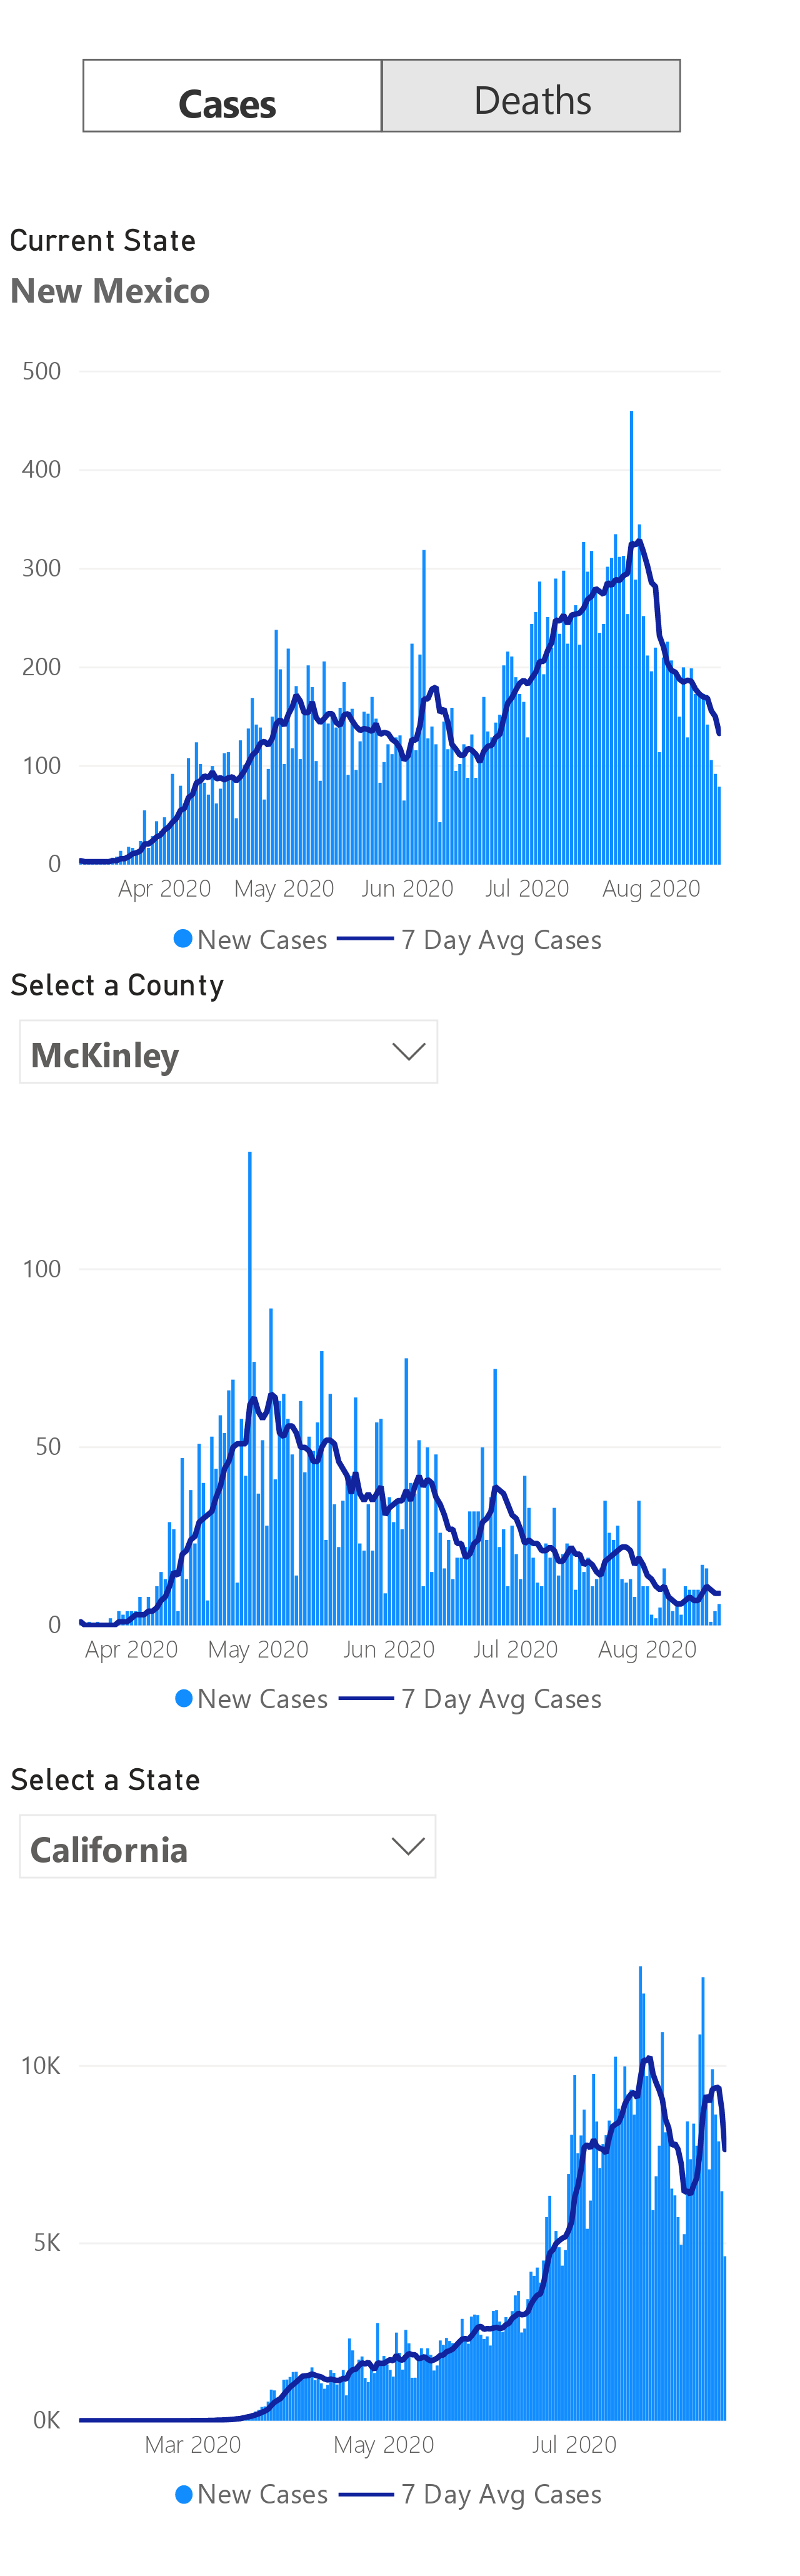 Cases Deaths
Current State
New Mexico
500
400
300
200
100
0
Apr 2020 May 2020 Jun 2020 Jul 2020 Aug 2020
New Cases 7 Day Avg Cases
Select a County
McKinley
100
50
0
Apr 2020 May 2020 Jun 2020 Jul 2020 Aug 2020
New Cases 7 Day Avg Cases
Select a State
California
10K
5K
0K
Mar 2020 May 2020 Jul 2020
New Cases 7 Day Avg Cases